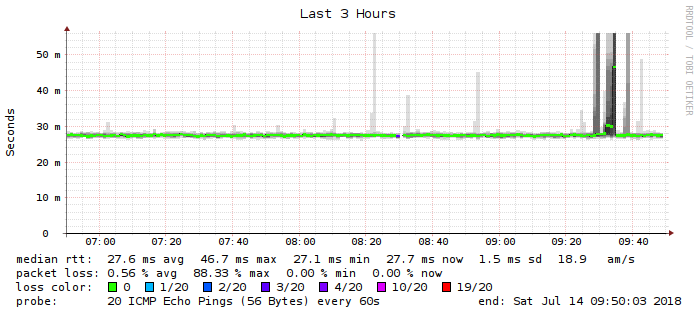 Last 3 Hours
RRDTOOL / TOBI OETIKER
Seconds
50 m
40 m
30 m
20 m
10 m
0
07:00 07:20 07:40 08:00 08:20 08:40 09:00 09:20 09:40
median rtt: 27.6 ms avg 46.7 ms max 27.1 ms min 27.7 ms now 1.5 ms sd 18.9 am/s
packet loss: 0.56 % avg 88.33 % max 0.00 % min 0.00 % now
loss color: 0 1/20 2/20 3/20 4/20 10/20 19/20
probe: 20 ICMP Echo Pings (56 Bytes) every 60s end: Sat Jul 14 09:50:03 2018